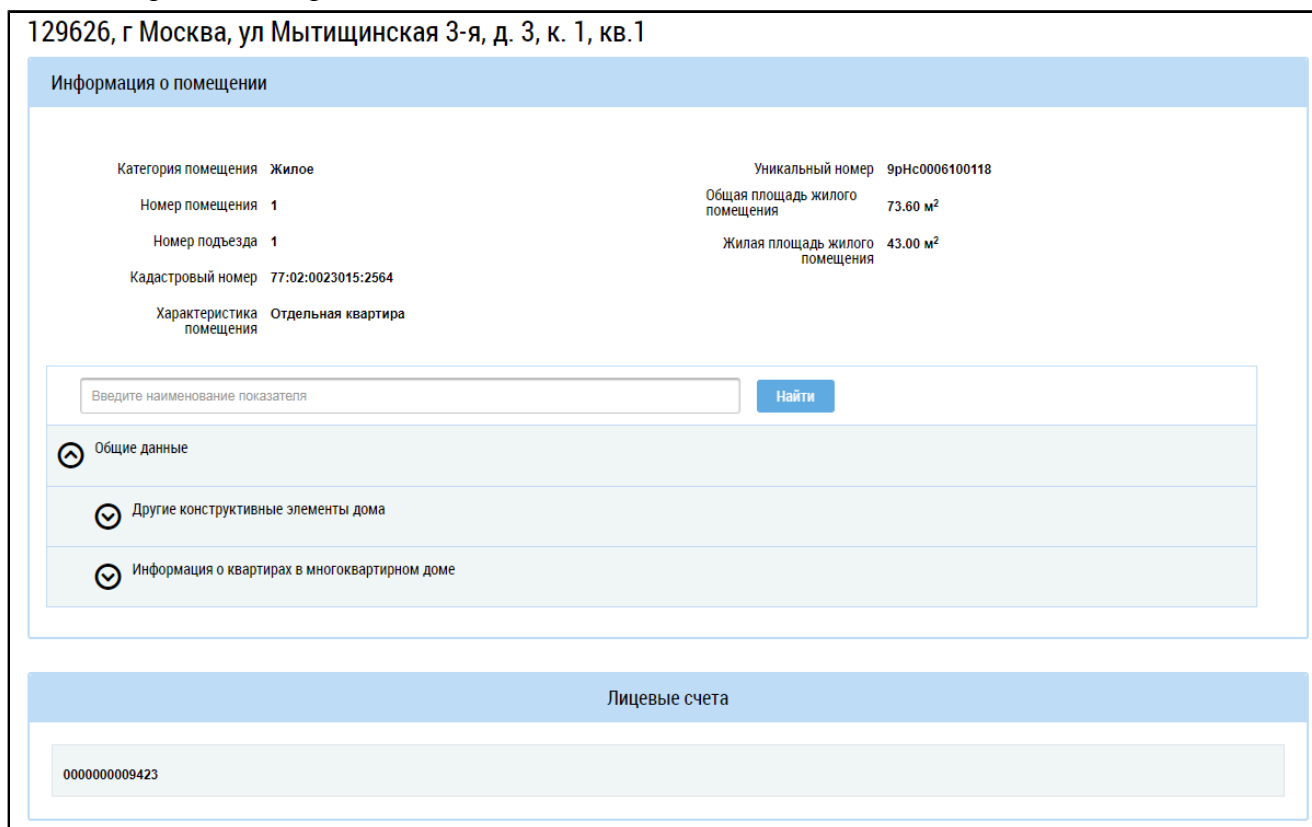 129626, г Москва, ул Мытищинская 3-я, д. 3, к. 1, кв.1
Информация о помещении
Категория помещения Жилое
Уникальный номер 9рНс0006100118
Номер помещения 1
Общая площадь жилого
помещения 73.60 м²
Номер подъезда 1
Жилая площадь жилого 43.00 м²
помещения
Кадастровый номер 77:02:0023015:2564
Характеристика Отдельная квартира
помещения
Введите наименование показателя
Найти
Общие данные
Другие конструктивные элементы дома
Информация о квартирах в многоквартирном доме
Лицевые счета
0000000009423